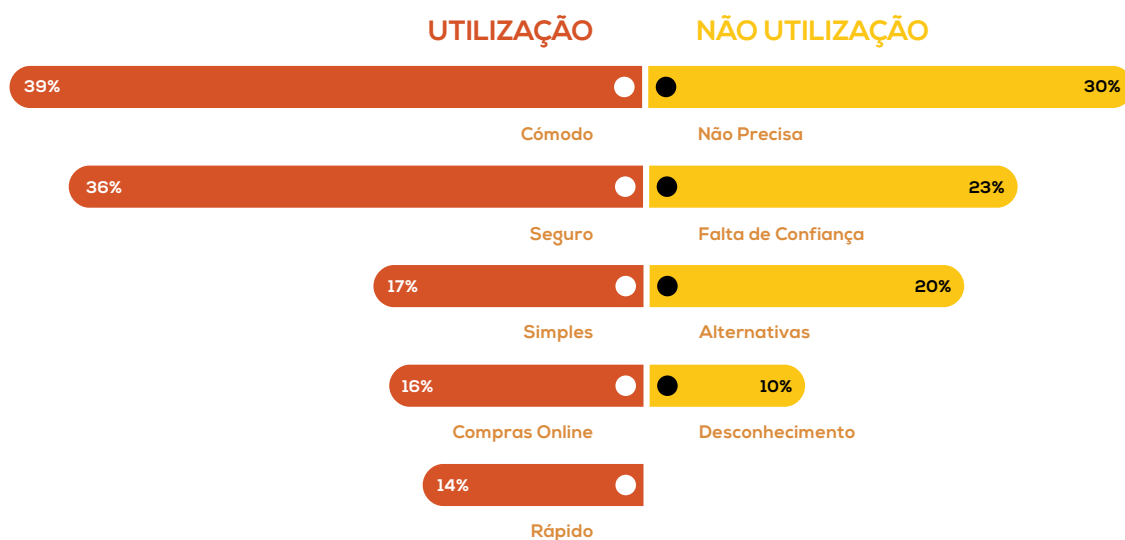 UTILIZAÇÃO NÃO UTILIZAÇÃO
39% 30%
Cómodo Não Precisa
36% 23%
Seguro Falta de Confiança
17% 20%
Simples Alternativas
16% 10%
Compras Online Desconhecimento
14%
Rápido